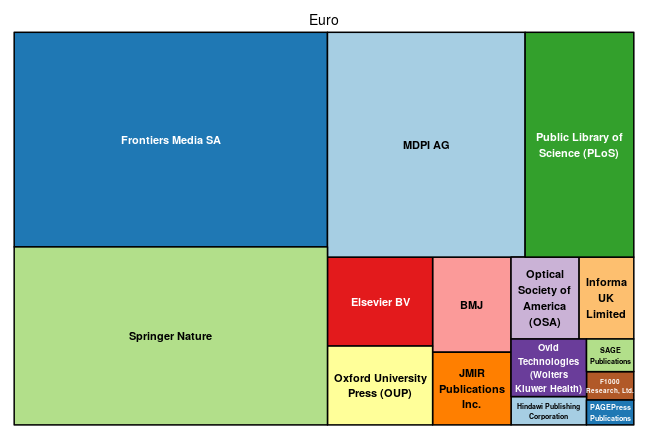 Euro
Frontiers Media SA
MDPI AG
Public Library of
Science (PLoS)
Springer Nature
Elsevier BV
BMJ
Optical
Society of
America
(OSA)
Informa
UK
Limited
Oxford University
Press (OUP)
JMIR
Publications
Inc.
Ovid
Technologies
(Wolters
Kluwer Health)
SAGE
Publications
F1000
Research, Ltd.
Hindawi Publishing
Corporation
PAGEPress
Publications